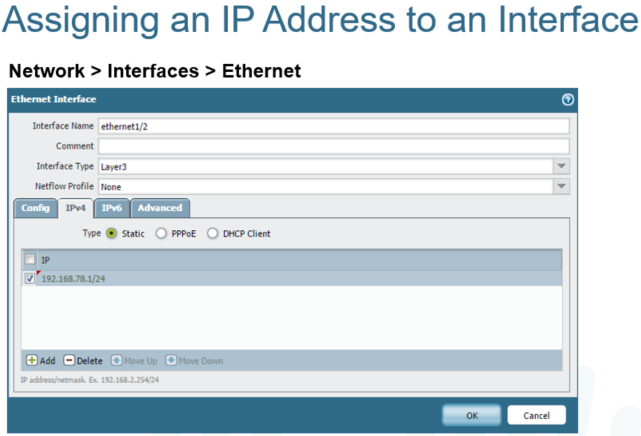 Assigning an IP Address to an Interface
Network > Interfaces > Ethernet
Ethernet Interface
?
Interface Name ethernet1/2
Comment
Interface Type Layer3
Netflow Profile None
Config IPv4 IPv6 Advanced
Type Static PPPoE DHCP Client
IP
192.168.78.1/24
Add Delete Move Up Move Down
IP address/netmask. Ex. 192.168.2.254/24
OK Cancel